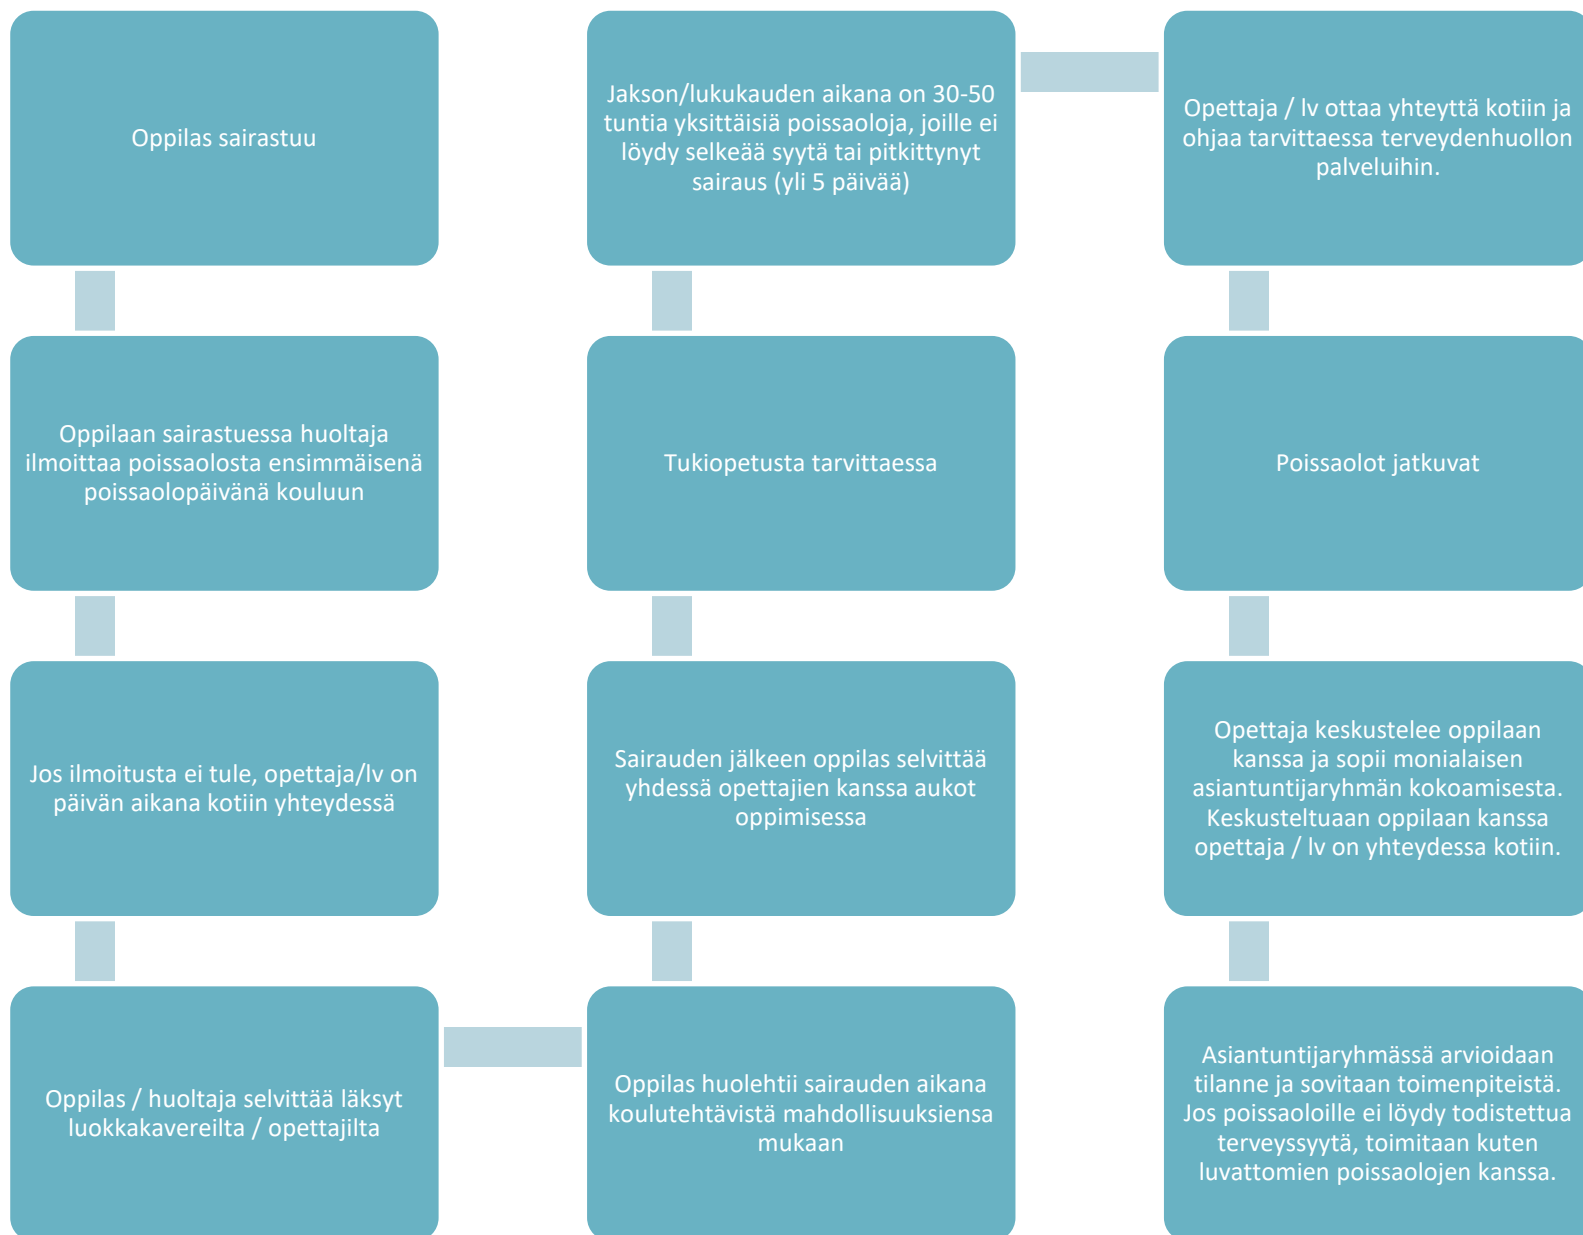 Oppilas sairastuu
Oppilaan sairastuessa huoltaja
ilmoittaa poissaolosta ensimmäisenä
poissaolopäivänä kouluun
Jos ilmoitusta ei tule, opettaja/lv on
päivän aikana kotiin yhteydessä
Oppilas / huoltaja selvittää läksyt
luokkakavereilta / opettajilta
Oppilas huolehtii sairauden aikana
koulutehtävistä mahdollisuuksiensa
mukaan
Sairauden jälkeen oppilas selvittää
yhdessä opettajien kanssa aukot
oppimisessa
Tukiopetusta tarvittaessa
Jakson/lukukauden aikana on 30-50
tuntia yksittäisiä poissaoloja, joille ei
löydy selkeää syytä tai pitkittynyt
sairaus (yli 5 päivää)
Opettaja / lv ottaa yhteyttä kotiin ja
ohjaa tarvittaessa terveydenhuollon
palveluihin.
Poissaolot jatkuvat
Opettaja keskustelee oppilaan
kanssa ja sopii monialaisen
asiantuntijaryhmän kokoamisesta.
Keskusteltuaan oppilaan kanssa
opettaja / lv on yhteydessa kotiin.
Asiantuntijaryhmässä arvioidaan
tilanne ja sovitaan toimenpiteistä.
Jos poissaoloille ei löydy todistettua
terveyssyytä, toimitaan kuten
luvattomien poissaolojen kanssa.